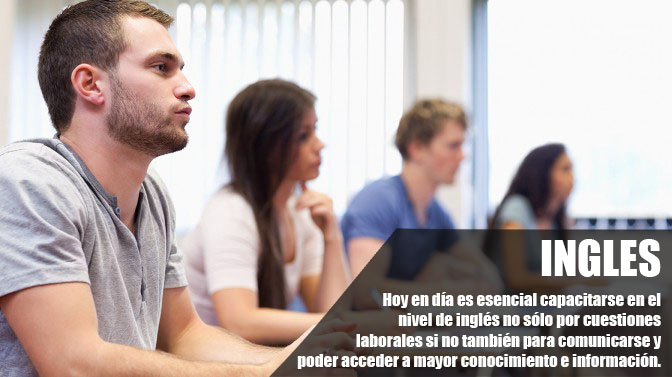 INGLES
Hoy en día es esencial capacitarse en el
nivel de inglés no sólo por cuestiones
laborales si no también para comunicarse y
poder acceder a mayor conocimiento e información.